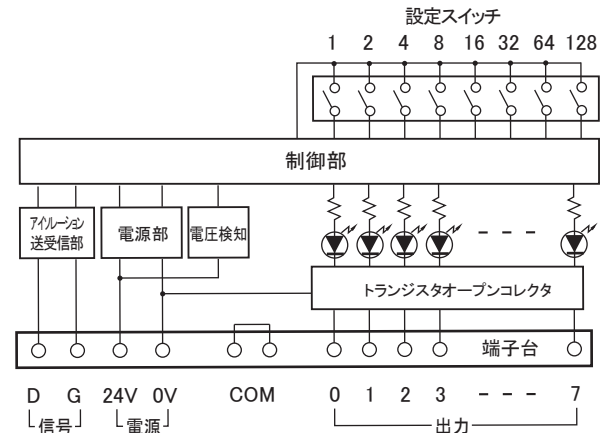 設定スイッチ
1 2 4 8 16 32 64 128
制御部
アイソレーション
送受信部
電源部
電圧検知
トランジスタオープンコレクタ
端子台
D G 24V 0V COM 0 1 2 3 - - - 7
信号 電源 出力